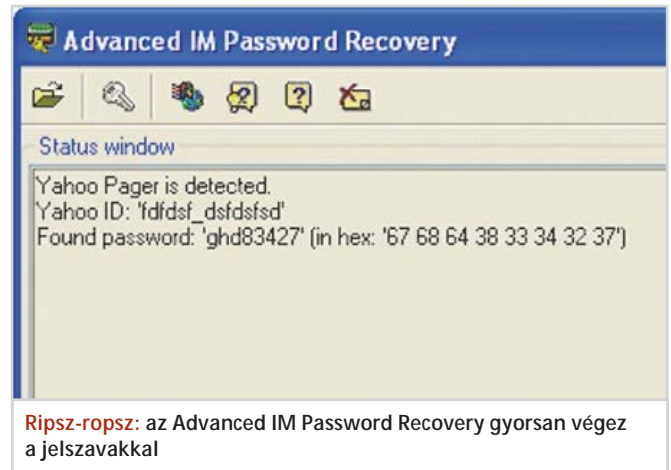 Advanced IM Password Recovery
Status window
Yahoo Pager is detected.
Yahoo ID: 'fdfdsf_dsfdsfsd'
Found password: 'ghd83427' (in hex: '67 68 64 38 33 34 32 37')
Ripsz-ropsz: az Advanced IM Password Recovery gyorsan végez
a jelszavakkal